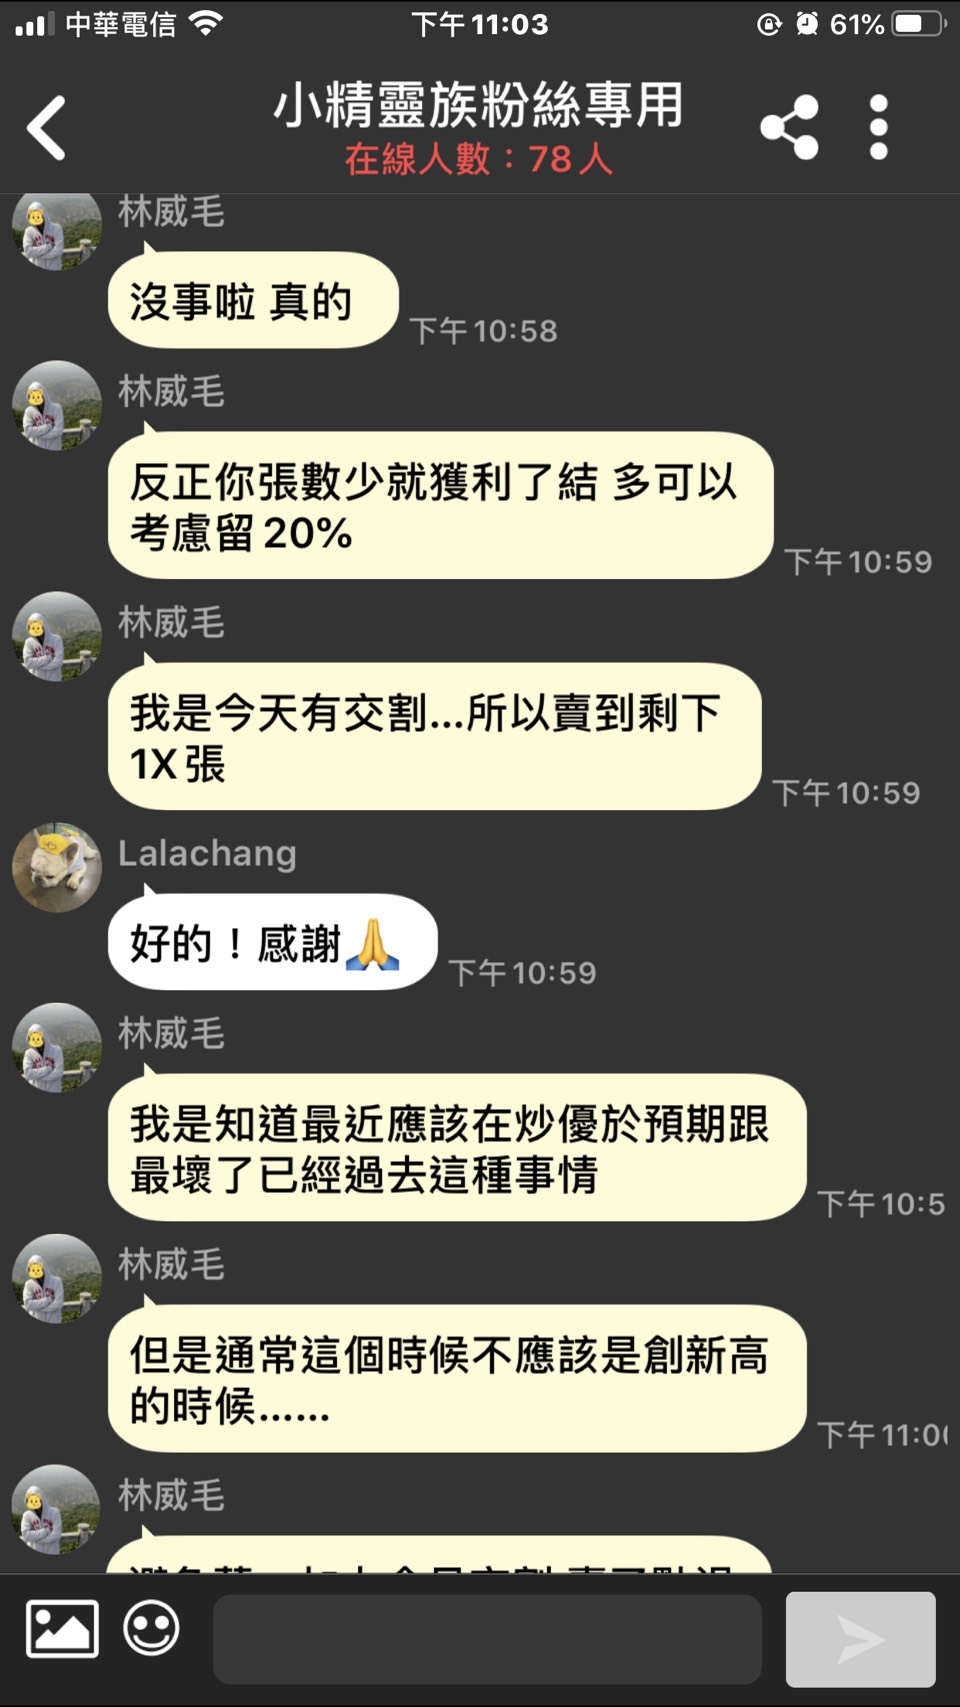 中華電信
下午11:03
61%
小精靈族粉絲專用
在線人數：78人
林威毛
沒事啦 真的
下午10:58
林威毛
反正你張數少就獲利了結 多可以
考慮留20%
下午10:59
林威毛
我是今天有交割...所以賣到剩下
1X張
下午10:59
Lalachang
好的！感謝🙏
下午10:59
林威毛
我是知道最近應該在炒優於預期跟
最壞了已經過去這種事情
下午10:5
林威毛
但是通常這個時候不應該是創新高
的時候......
下午11:0
林威毛